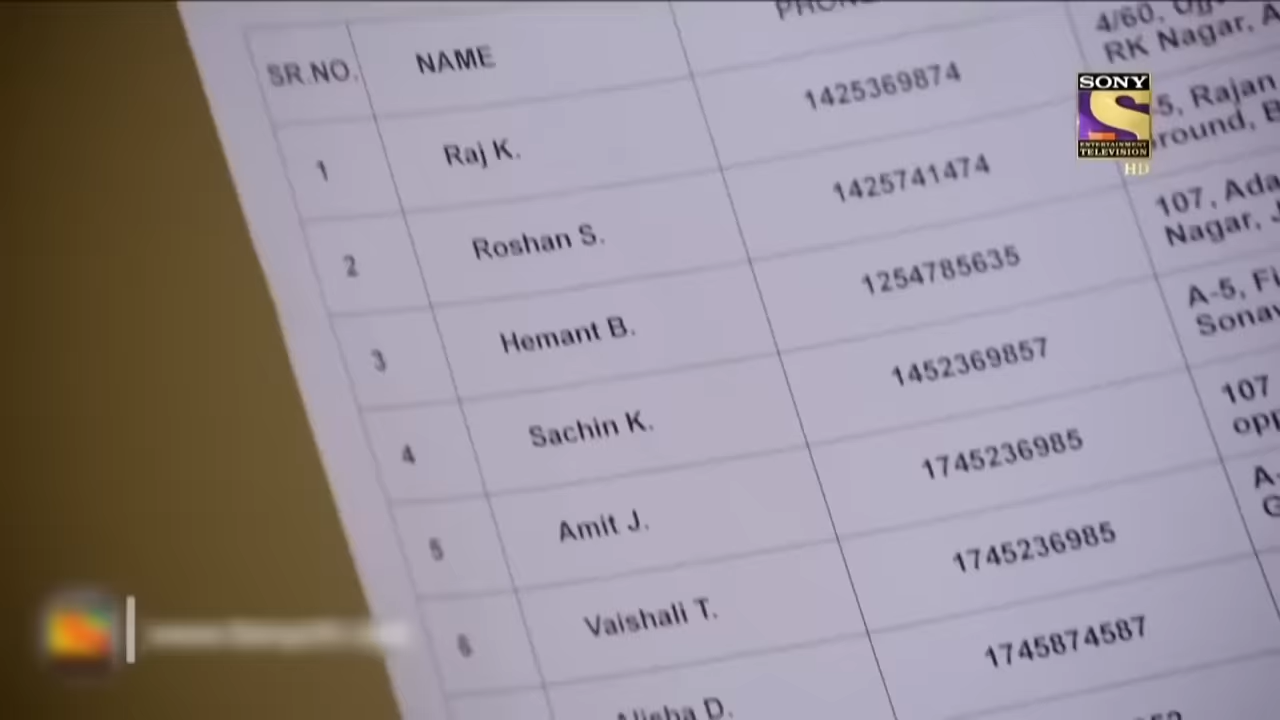 SR.NO. NAME PHONE
1 Raj K. 1425369874 4/60,
RK Nagar, A
2 Roshan S. 1425741474 5, Rajan
round,
3 Hemant B. 1254785635 107, Ada
Nagar,
4 Sachin K. 1452369857 A-5, Fi
Sonav
5 Amit J. 1745236985 107
opp
6 Vaishali T. 1745236985 A-
G
Alisha D. 1745874587
SONY
ENTERTAINMENT
TELEVISION
HD